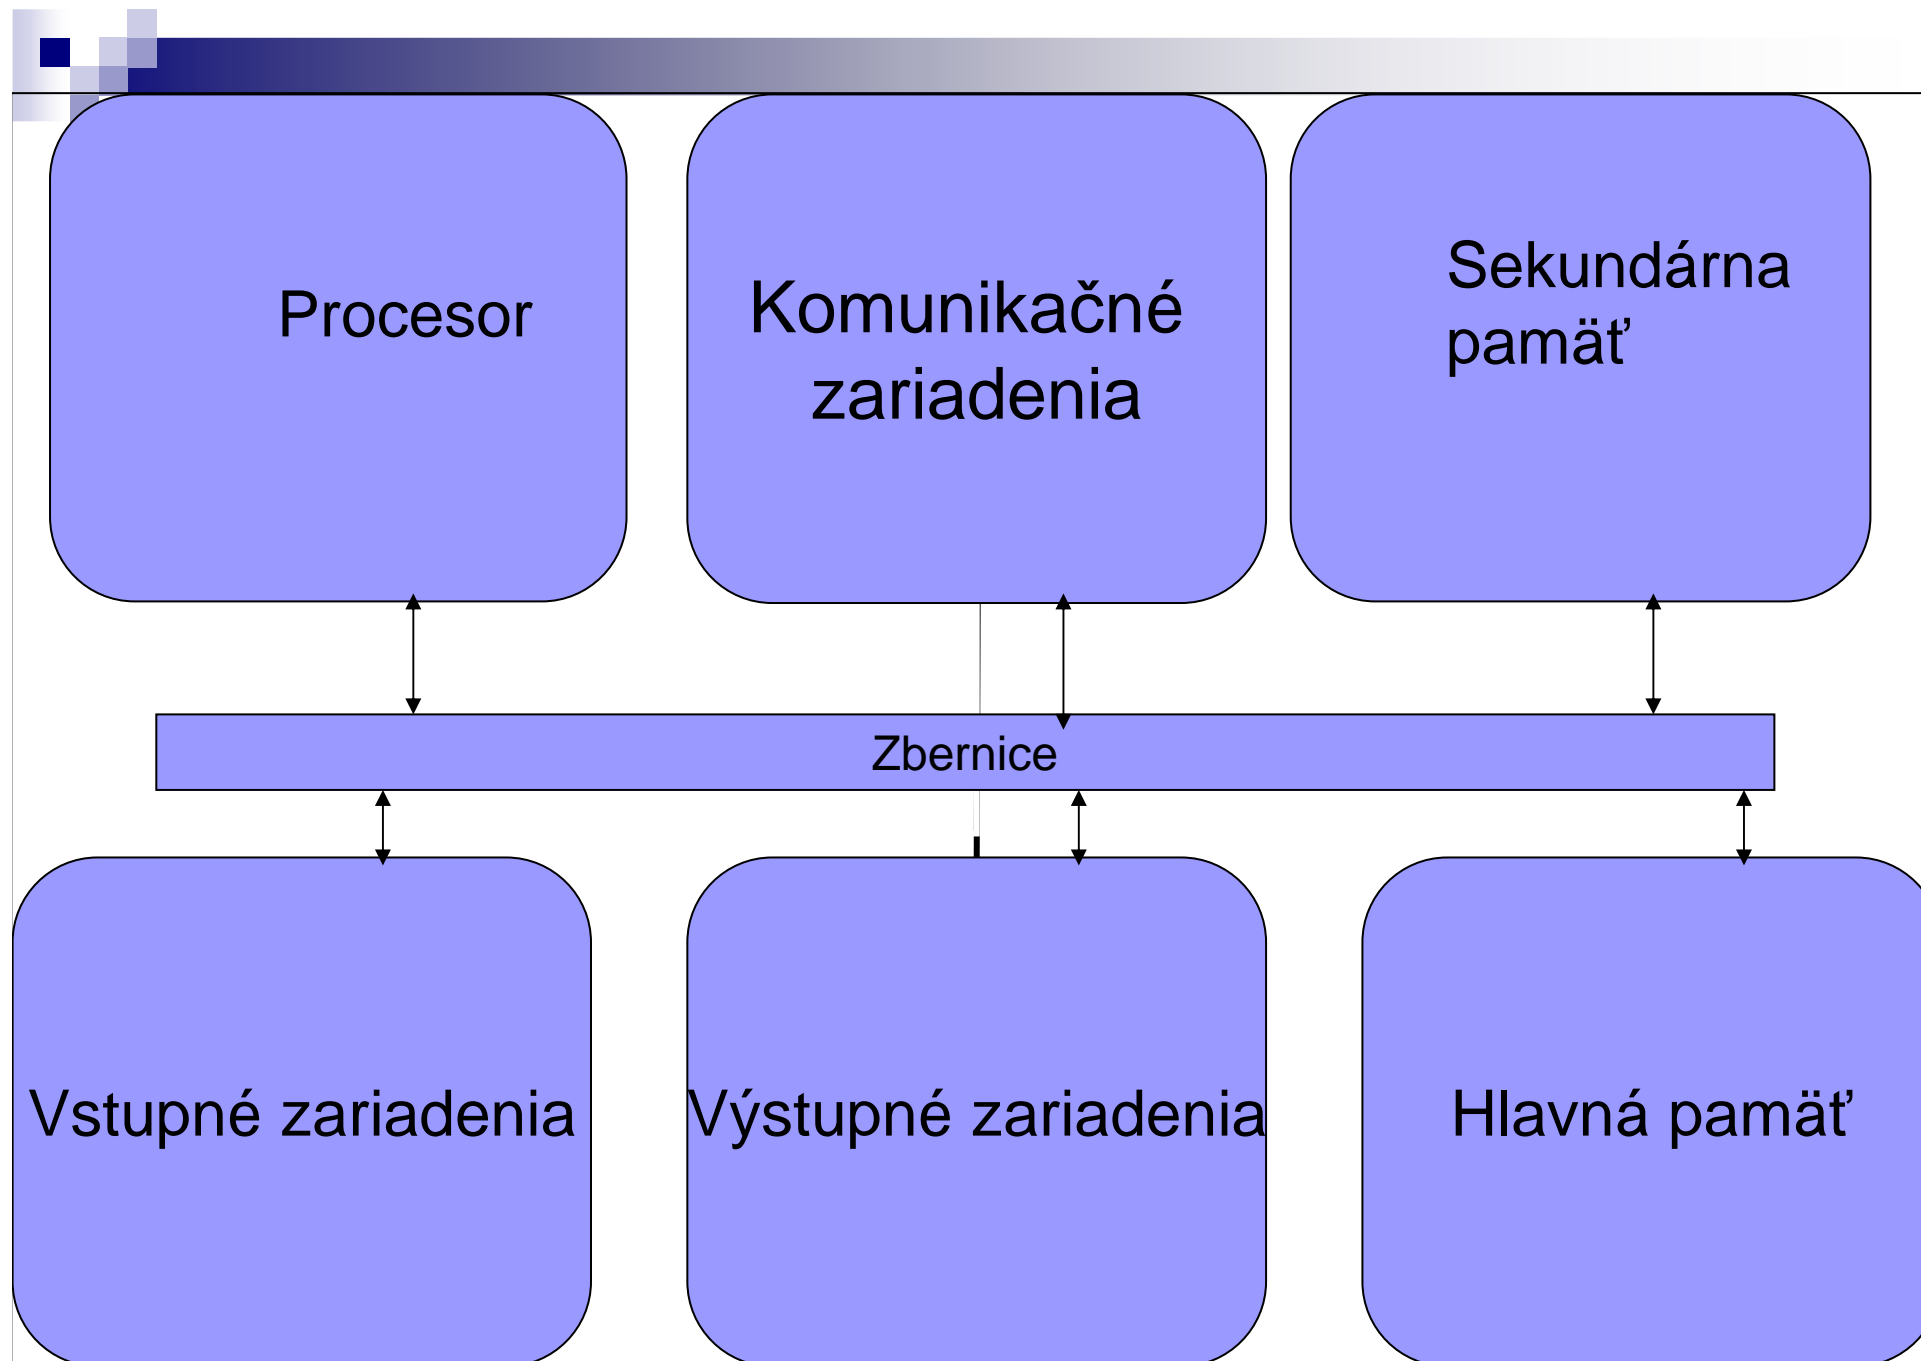 Procesor
Komunikačné
zariadenia
Sekundárna
pamäť
Zbernice
Vstupné zariadenia
Výstupné zariadenia
Hlavná pamäť